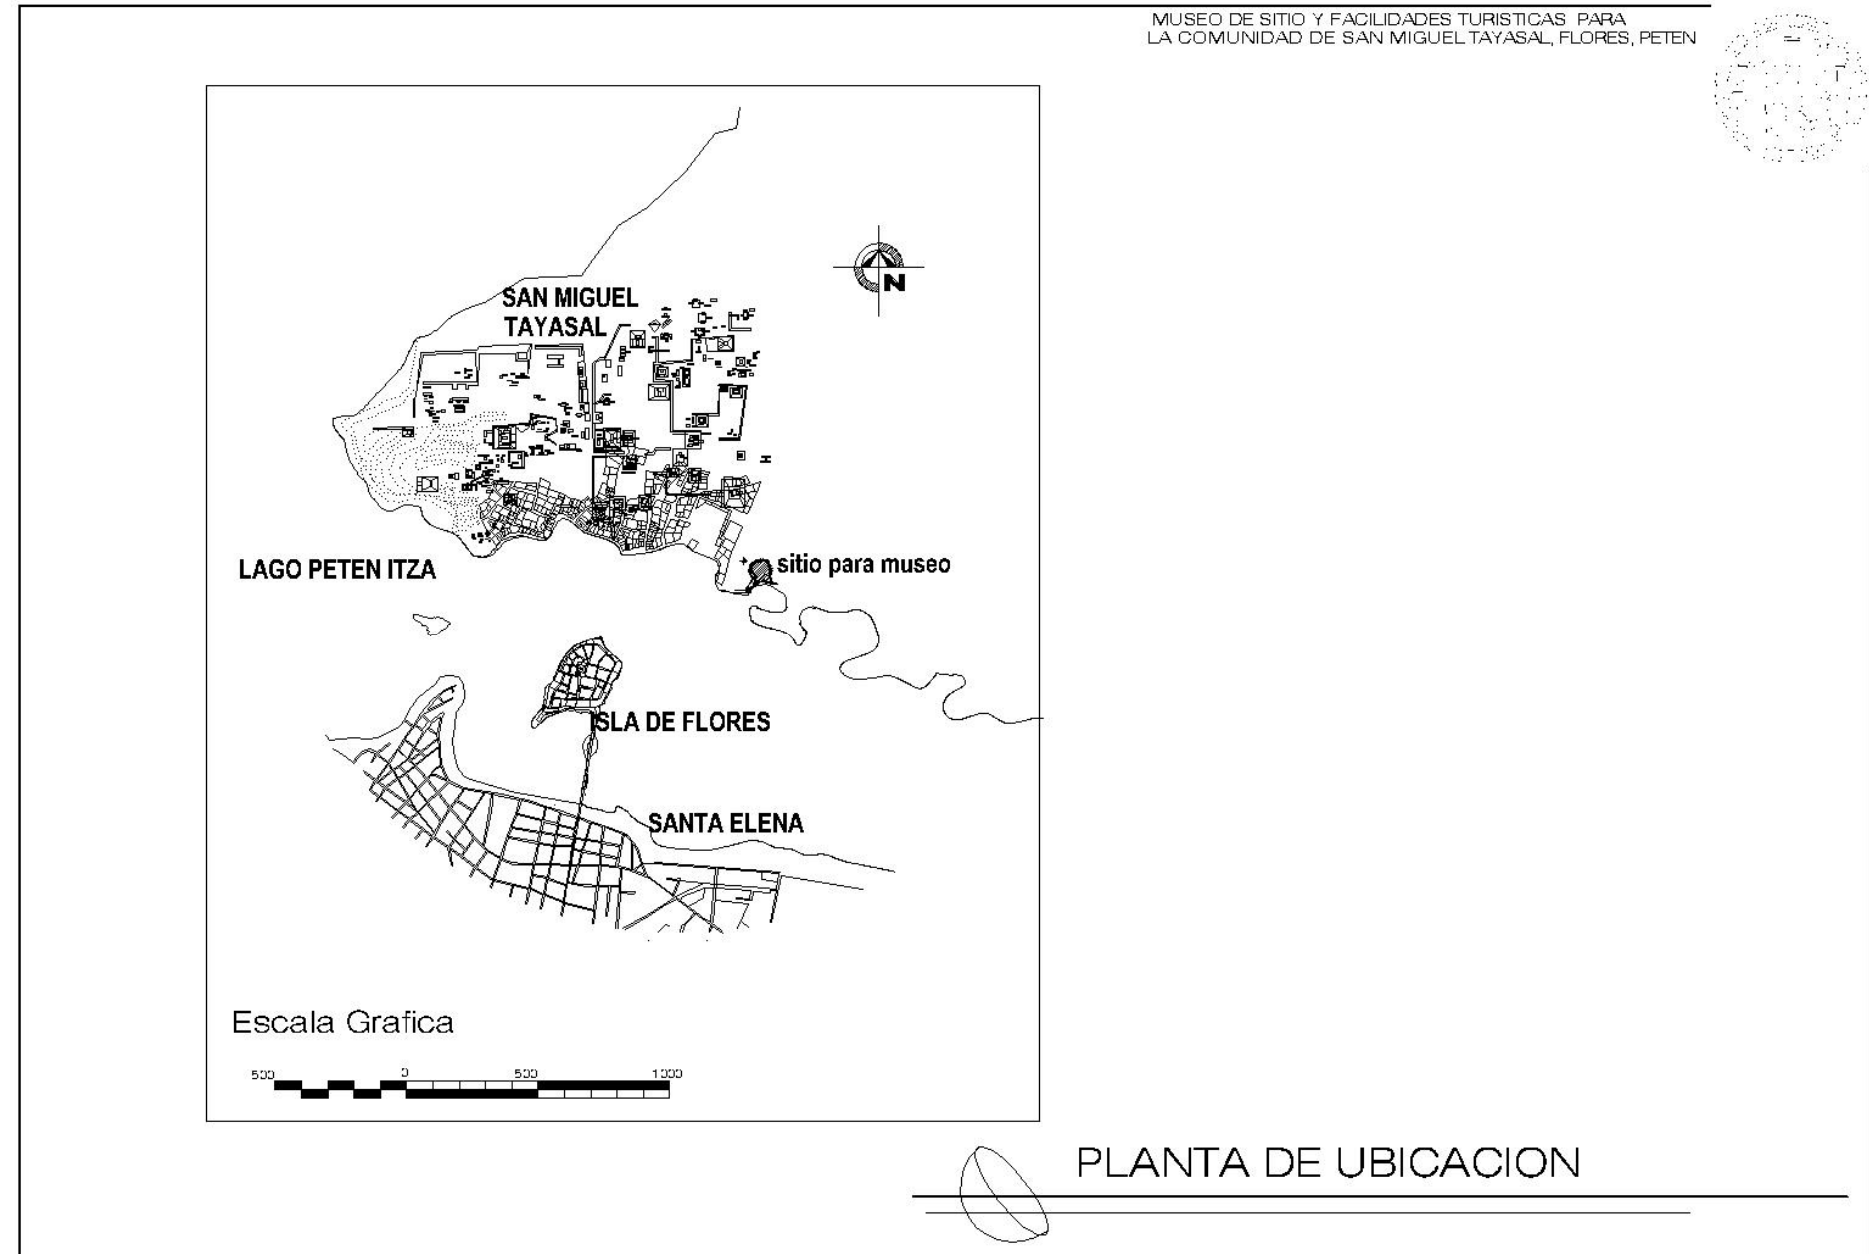 MUSEO DE SITIO Y FACILIDADES TURISTICAS PARA
LA COMUNIDAD DE SAN MIGUEL TAYASAL, FLORES, PETEN
N
SAN MIGUEL
TAYASAL
LAGO PETEN ITZA
sitio para museo
ISLA DE FLORES
SANTA ELENA
Escala Grafica
500 0 500 1000
PLANTA DE UBICACION